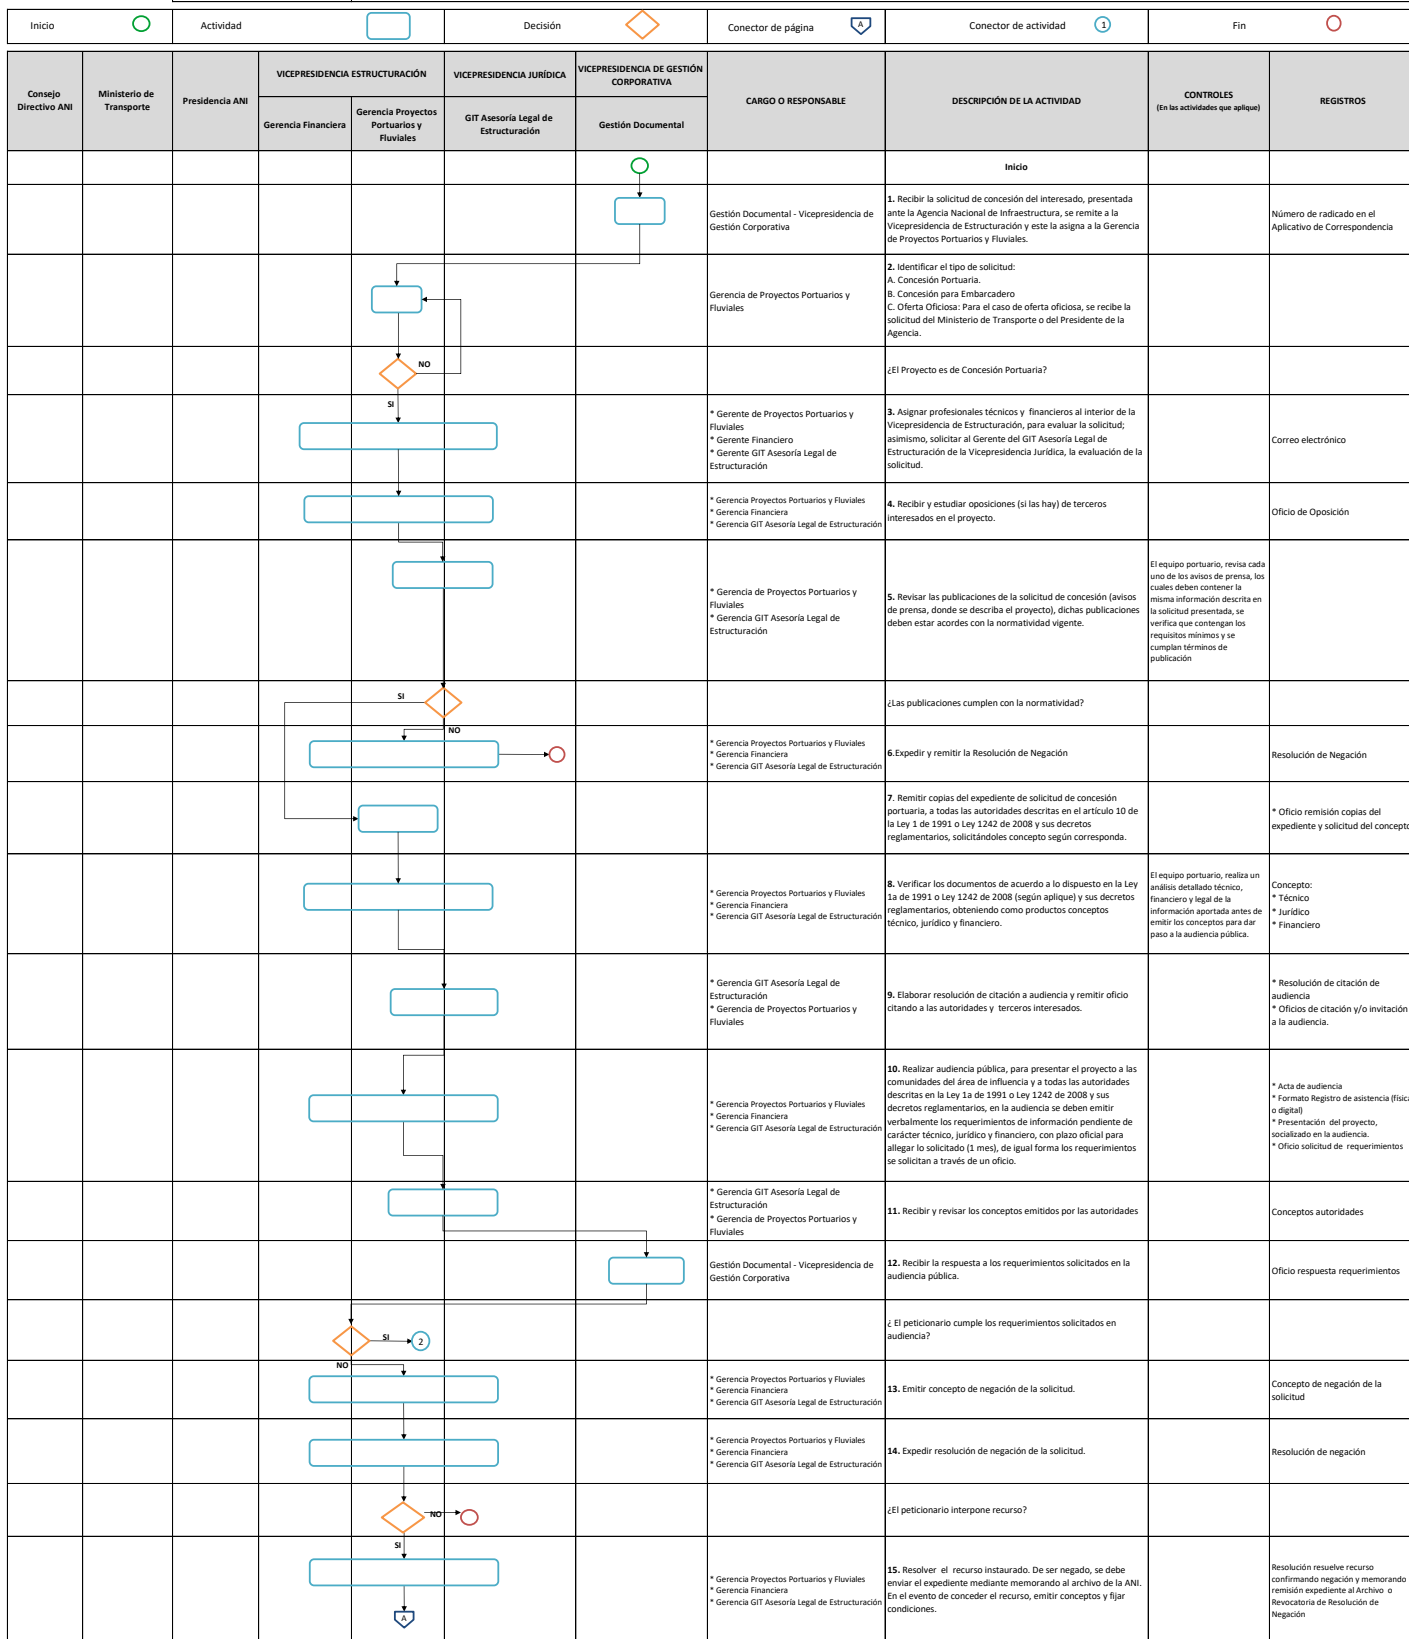 Inicio
Actividad
Decisión
Conector de página
A
Conector de actividad
1
Fin
Consejo
Directivo ANI
Ministerio de
Transporte
Presidencia ANI
VICEPRESIDENCIA ESTRUCTURACIÓN
Gerencia Financiera
Gerencia Proyectos
Portuarios y
Fluviales
VICEPRESIDENCIA JURÍDICA
GIT Asesoría Legal de
Estructuración
VICEPRESIDENCIA DE GESTIÓN
CORPORATIVA
Gestión Documental
CARGO O RESPONSABLE
DESCRIPCIÓN DE LA ACTIVIDAD
CONTROLES
(En las actividades que aplique)
REGISTROS
Inicio
Gestión Documental - Vicepresidencia de
Gestión Corporativa
1. Recibir la solicitud de concesión del interesado, presentada
ante la Agencia Nacional de Infraestructura, se remite a la
Vicepresidencia de Estructuración y este la asigna a la Gerencia
de Proyectos Portuarios y Fluviales.
Número de radicado en el
Aplicativo de Correspondencia
Gerencia de Proyectos Portuarios y
Fluviales
2. Identificar el tipo de solicitud:
A. Concesión Portuaria.
B. Concesión para Embarcadero
C. Oferta Oficiosa: Para el caso de oferta oficiosa, se recibe la
solicitud del Ministerio de Transporte o del Presidente de la
Agencia.
NO
¿El Proyecto es de Concesión Portuaria?
SI
* Gerente de Proyectos Portuarios y
Fluviales
* Gerente Financiero
* Gerente GIT Asesoría Legal de
Estructuración
3. Asignar profesionales técnicos y financieros al interior de la
Vicepresidencia de Estructuración, para evaluar la solicitud;
asimismo, solicitar al Gerente del GIT Asesoría Legal de
Estructuración de la Vicepresidencia Jurídica, la evaluación de la
solicitud.
Correo electrónico
* Gerencia Proyectos Portuarios y Fluviales
* Gerencia Financiera
* Gerencia GIT Asesoría Legal de Estructuración
4. Recibir y estudiar oposiciones (si las hay) de terceros
interesados en el proyecto.
Oficio de Oposición
* Gerencia de Proyectos Portuarios y
Fluviales
* Gerencia GIT Asesoría Legal de
Estructuración
5. Revisar las publicaciones de la solicitud de concesión (avisos
de prensa, donde se describa el proyecto), dichas publicaciones
deben estar acordes con la normatividad vigente.
El equipo portuario, revisa cada
uno de los avisos de prensa, los
cuales deben contener la
misma información descrita en
la solicitud presentada, se
verifica que contengan los
requisitos mínimos y se
cumplan términos de
publicación
SI
¿Las publicaciones cumplen con la normatividad?
NO
* Gerencia Proyectos Portuarios y Fluviales
* Gerencia Financiera
* Gerencia GIT Asesoría Legal de Estructuración
6.Expedir y remitir la Resolución de Negación
Resolución de Negación
7. Remitir copias del expediente de solicitud de concesión
portuaria, a todas las autoridades descritas en el artículo 10 de
la Ley 1 de 1991 o Ley 1242 de 2008 y sus decretos
reglamentarios, solicitándoles concepto según corresponda.
* Oficio remisión copias del
expediente y solicitud del concepto
* Gerencia Proyectos Portuarios y Fluviales
* Gerencia Financiera
* Gerencia GIT Asesoría Legal de Estructuración
8. Verificar los documentos de acuerdo a lo dispuesto en la Ley
1a de 1991 o Ley 1242 de 2008 (según aplique) y sus decretos
reglamentarios, obteniendo como productos conceptos
técnico, jurídico y financiero.
El equipo portuario, realiza un
análisis detallado técnico,
financiero y legal de la
información aportada antes de
emitir los conceptos para dar
paso a la audiencia pública.
Concepto:
* Técnico
* Jurídico
* Financiero
* Gerencia GIT Asesoría Legal de
Estructuración
* Gerencia de Proyectos Portuarios y
Fluviales
9. Elaborar resolución de citación a audiencia y remitir oficio
citando a las autoridades y terceros interesados.
* Resolución de citación de
audiencia
* Oficios de citación y/o invitación
a la audiencia.
* Gerencia Proyectos Portuarios y Fluviales
* Gerencia Financiera
* Gerencia GIT Asesoría Legal de Estructuración
10. Realizar audiencia pública, para presentar el proyecto a las
comunidades del área de influencia y a todas las autoridades
descritas en la Ley 1a de 1991 o Ley 1242 de 2008 y sus
decretos reglamentarios, en la audiencia se deben emitir
verbalmente los requerimientos de información pendiente de
carácter técnico, jurídico y financiero, con plazo oficial para
allegar lo solicitado (1 mes), de igual forma los requerimientos
se solicitan a través de un oficio.
* Acta de audiencia
* Formato Registro de asistencia (física
o digital)
* Presentación del proyecto,
socializado en la audiencia.
* Oficio solicitud de requerimientos
* Gerencia GIT Asesoría Legal de
Estructuración
* Gerencia de Proyectos Portuarios y
Fluviales
11. Recibir y revisar los conceptos emitidos por las autoridades
Conceptos autoridades
Gestión Documental - Vicepresidencia de
Gestión Corporativa
12. Recibir la respuesta a los requerimientos solicitados en la
audiencia pública.
Oficio respuesta requerimientos
SI
2
¿ El peticionario cumple los requerimientos solicitados en
audiencia?
NO
* Gerencia Proyectos Portuarios y Fluviales
* Gerencia Financiera
* Gerencia GIT Asesoría Legal de Estructuración
13. Emitir concepto de negación de la solicitud.
Concepto de negación de la
solicitud
* Gerencia Proyectos Portuarios y Fluviales
* Gerencia Financiera
* Gerencia GIT Asesoría Legal de Estructuración
14. Expedir resolución de negación de la solicitud.
Resolución de negación
NO
¿El peticionario interpone recurso?
SI
A
* Gerencia Proyectos Portuarios y Fluviales
* Gerencia Financiera
* Gerencia GIT Asesoría Legal de Estructuración
15. Resolver el recurso instaurado. De ser negado, se debe
enviar el expediente mediante memorando al archivo de la ANI.
En el evento de conceder el recurso, emitir conceptos y fijar
condiciones.
Resolución resuelve recurso
confirmando negación y memorando
remisión expediente al Archivo o
Revocatoria de Resolución de
Negación